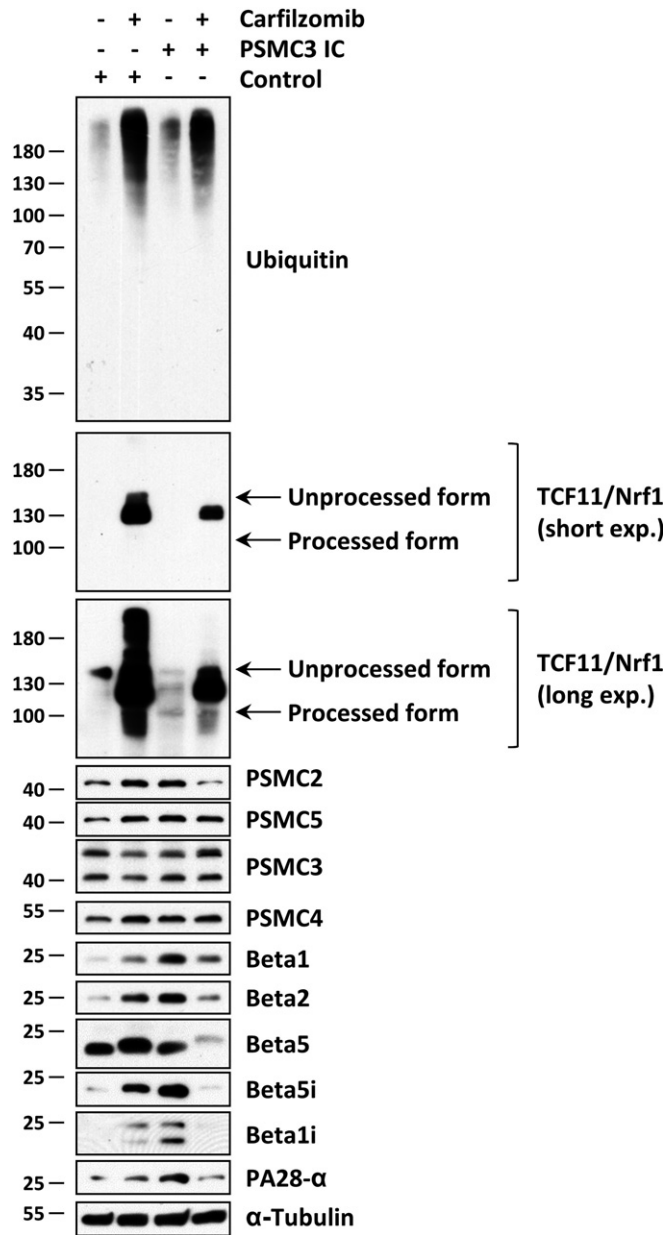 - + - + Carfilzomib
- - + + PSMC3 IC
+ + - - Control
180
130
100
70
55
40
35
Ubiquitin
180
130
100
Unprocessed form
Processed form
TCF11/Nrf1
(short exp.)
180
130
100
Unprocessed form
Processed form
TCF11/Nrf1
(long exp.)
40 PSMC2
40 PSMC5
40 PSMC3
55 PSMC4
25 Beta1
25 Beta2
25 Beta5
25 Beta5i
25 Beta1i
25 PA28-α
55 α-Tubulin